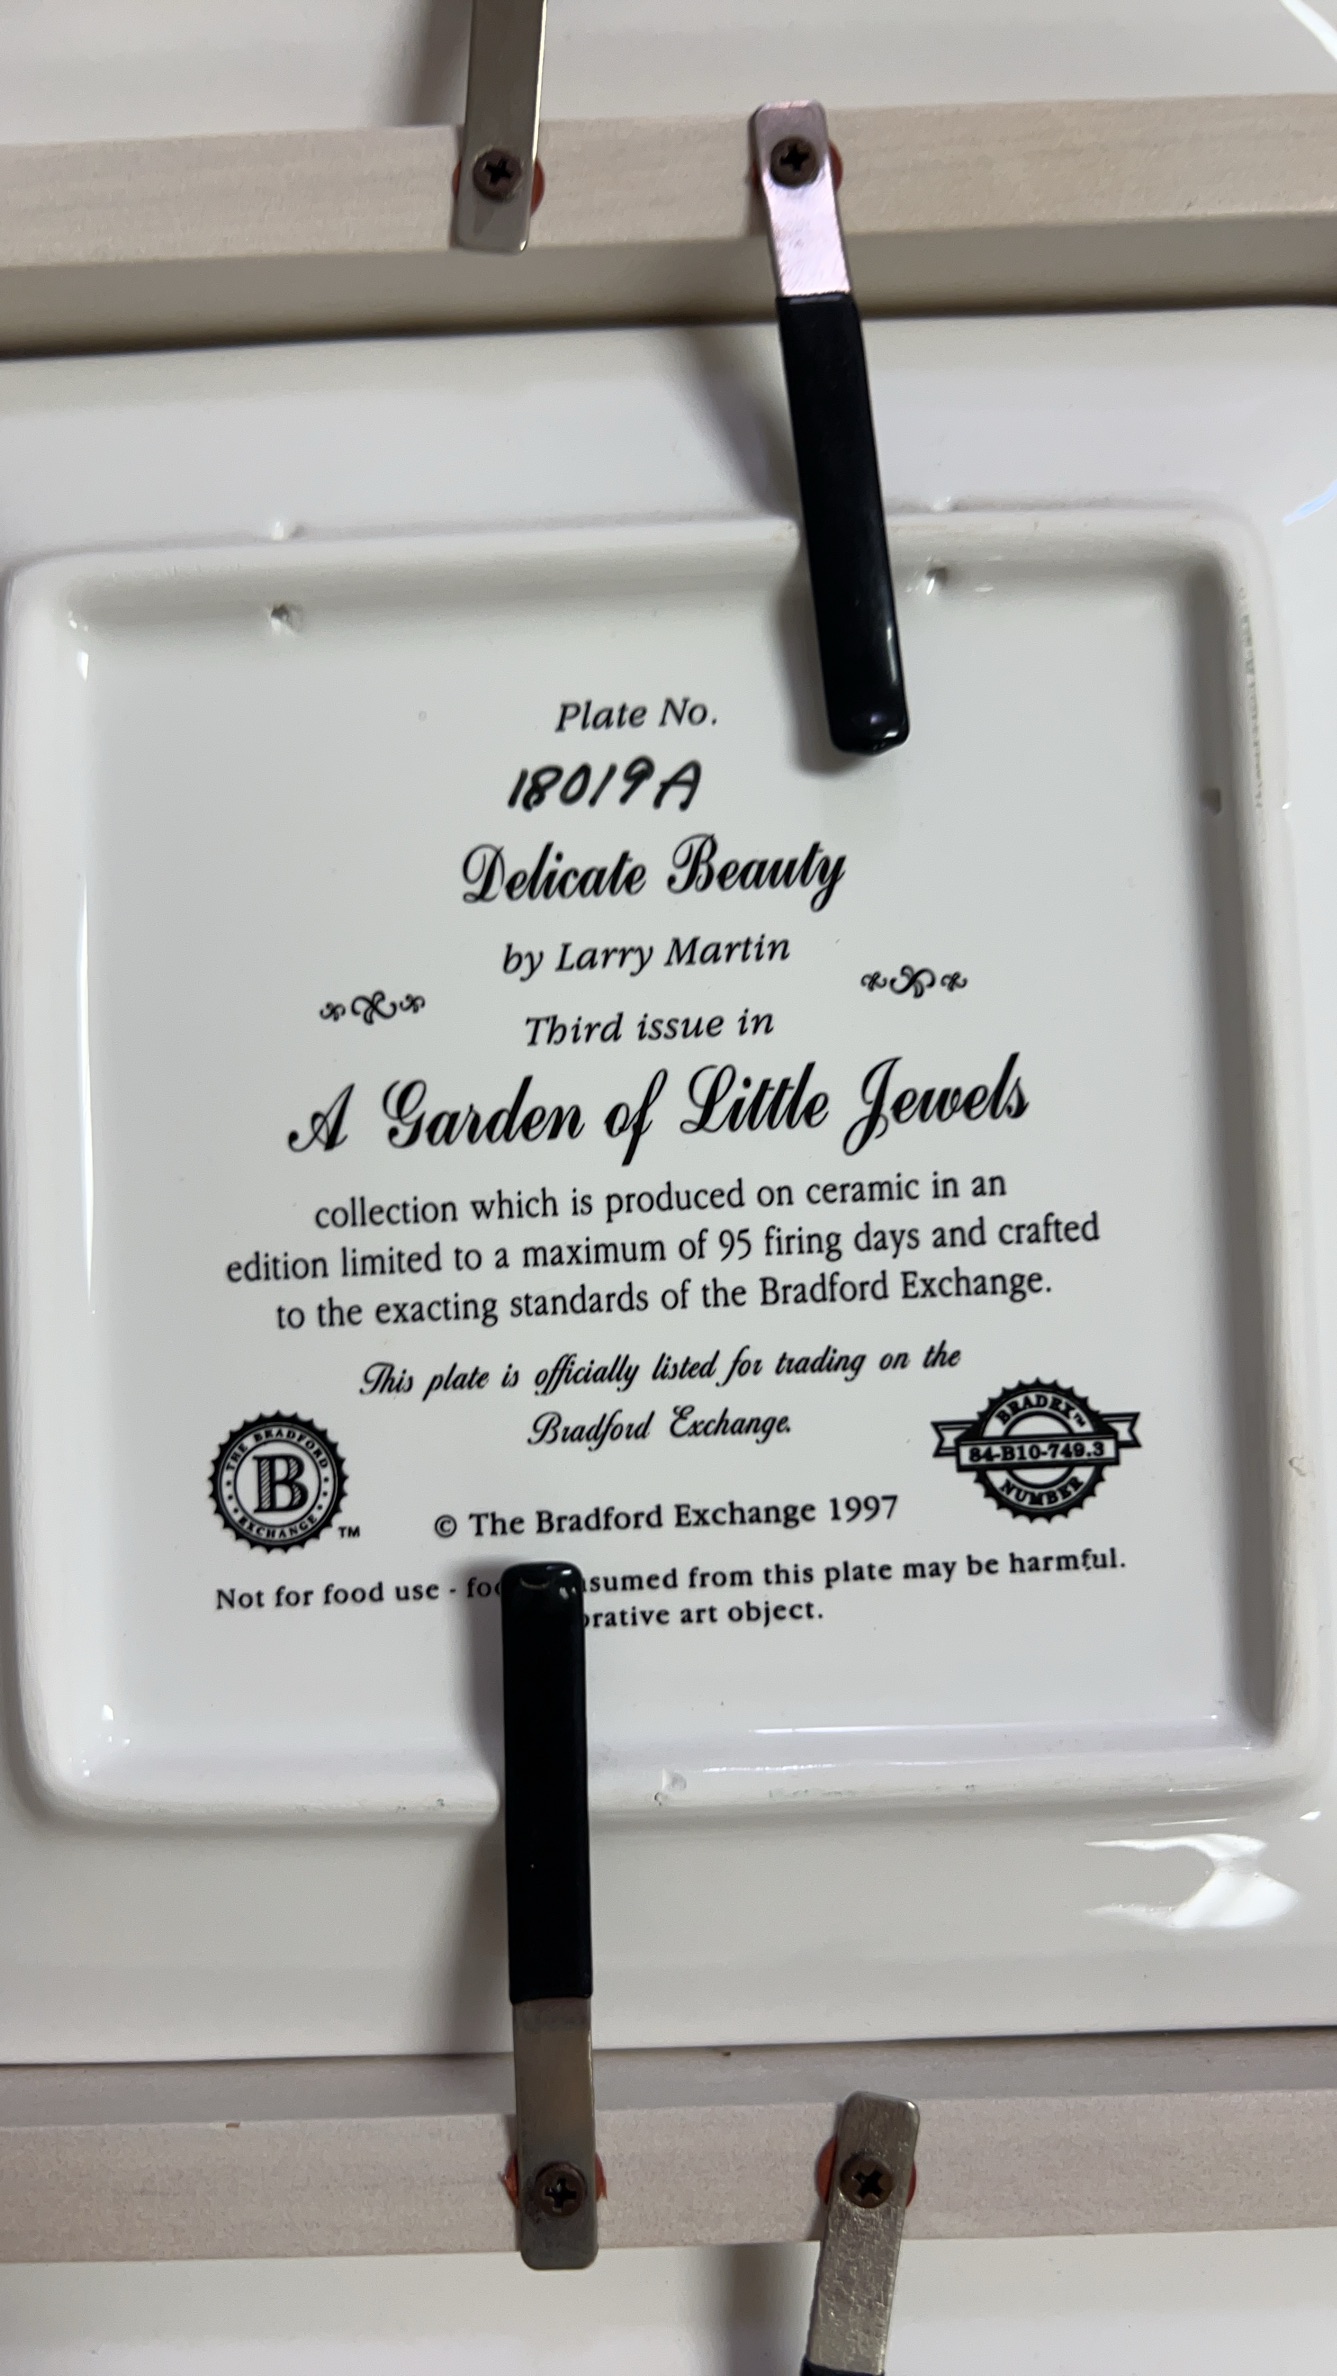 Plate No.
18019A
Delicate Beauty
by Larry Martin
Third issue in
A Garden of Little Jewels
collection which is produced on ceramic in an
edition limited to a maximum of 95 firing days and crafted
to the exacting standards of the Bradford Exchange.
This plate is officially listed for trading on the
Bradford Exchange.
THE BRADFORD
B
EXCHANGE
TM
BRADEX™
84-B10-749.3
NUMBER
© The Bradford Exchange 1997
Not for food use - from this plate may be harmful.
art object.